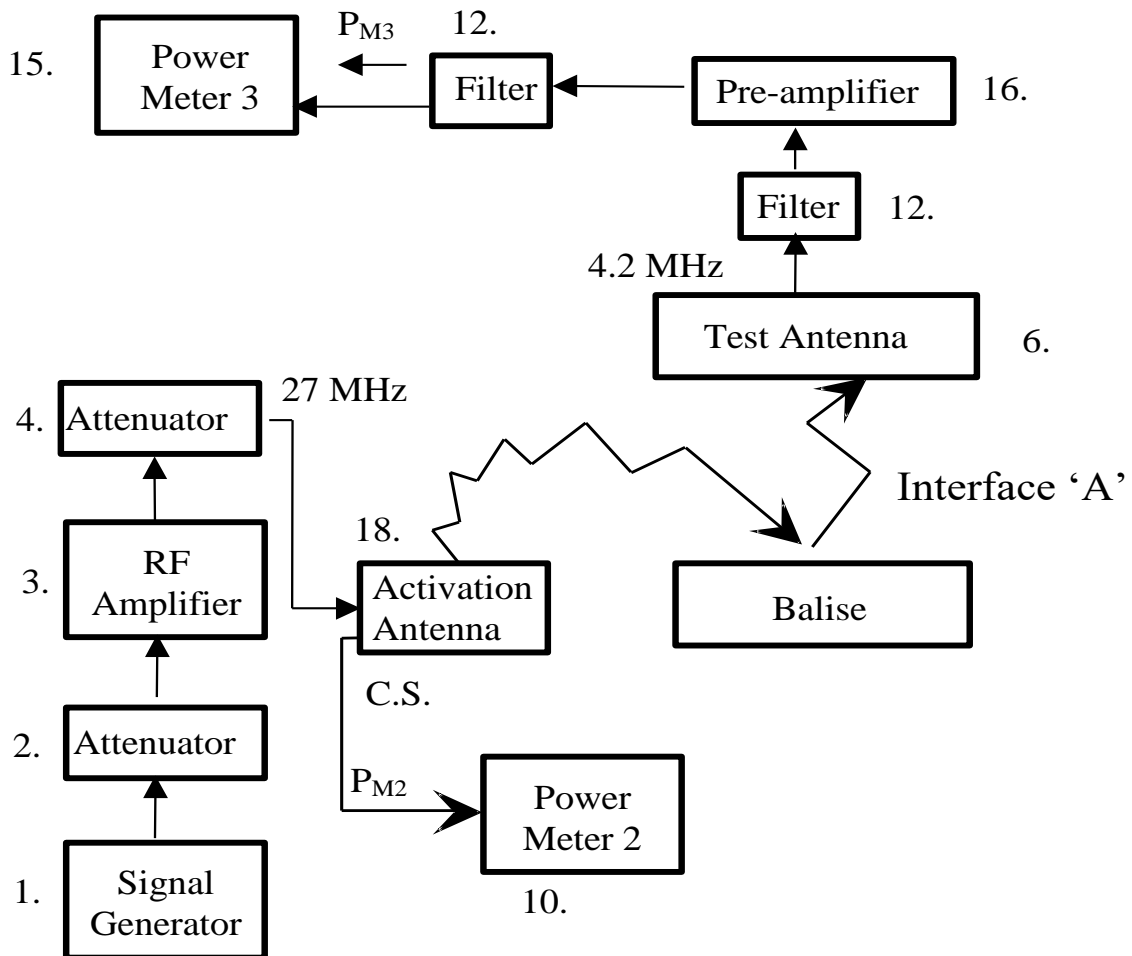 P_M3
12.
15.
Power
Meter 3
Filter
Pre-amplifier
16.
Filter
12.
4.2 MHz
Test Antenna
6.
27 MHz
4.
Attenuator
Interface ‘A’
18.
3.
RF
Amplifier
Activation
Antenna
Balise
C.S.
2.
Attenuator
P_M2
Power
Meter 2
1.
Signal
Generator
10.